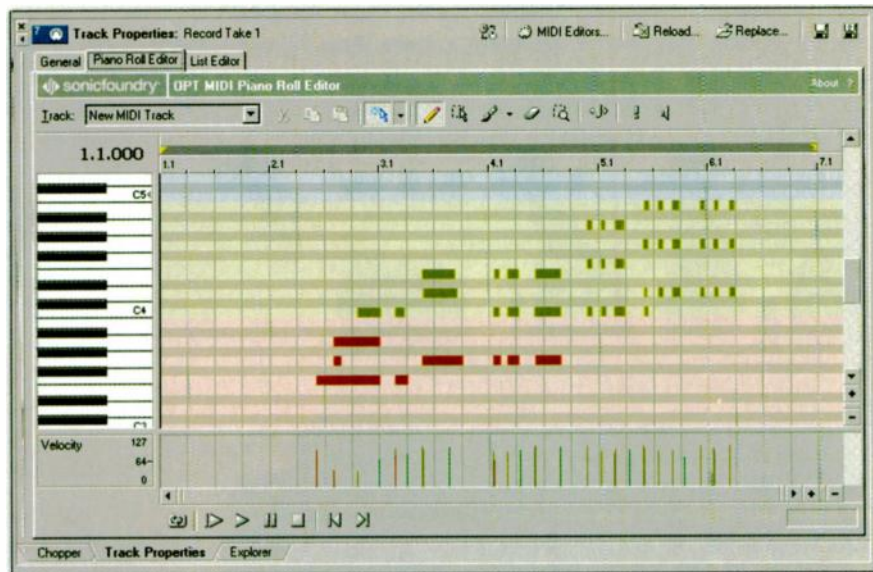 Track Properties: Record Take 1 MIDI Editors... Reload... Replace...
General Piano Roll Editor List Editor
sonicfoundry OPT MIDI Piano Roll Editor About ?
Track: New MIDI Track
1.1.000
1.1 2.1 3.1 4.1 5.1 6.1 7.1
C5
C4
C3
Velocity 127
64
0
Chopper Track Properties Explorer